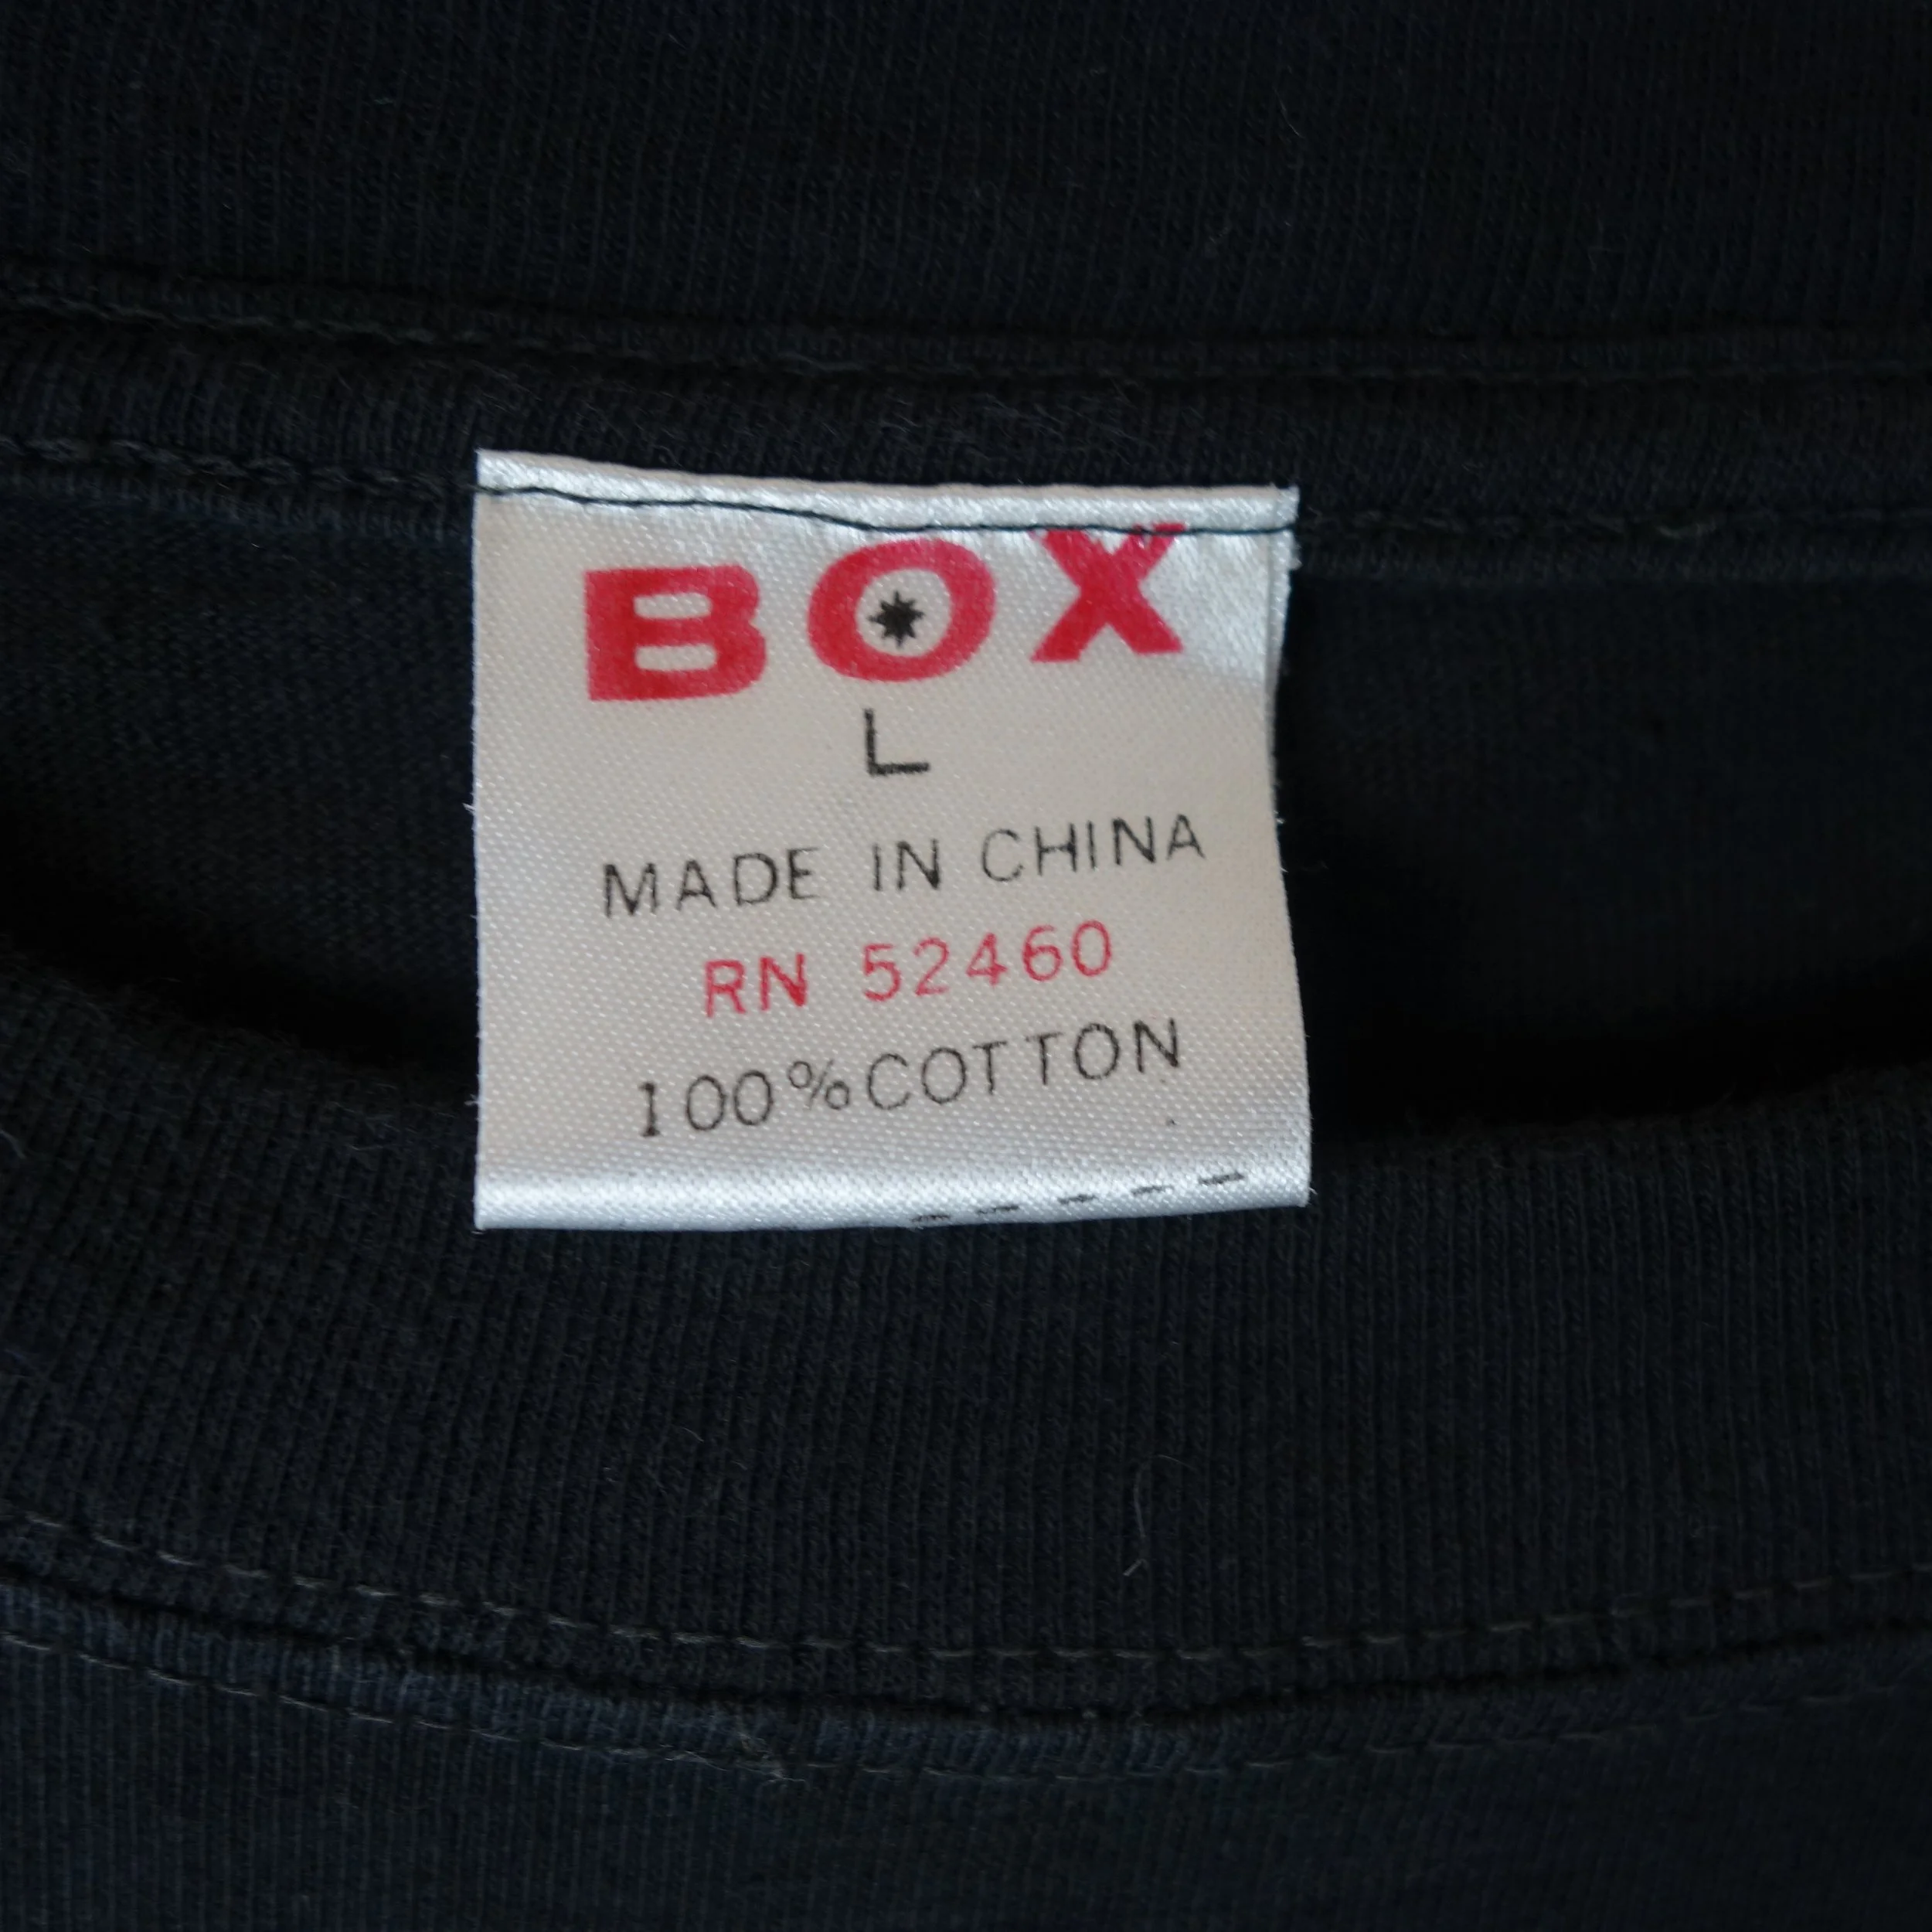 BOX
L
MADE IN CHINA
RN 52460
100%COTTON